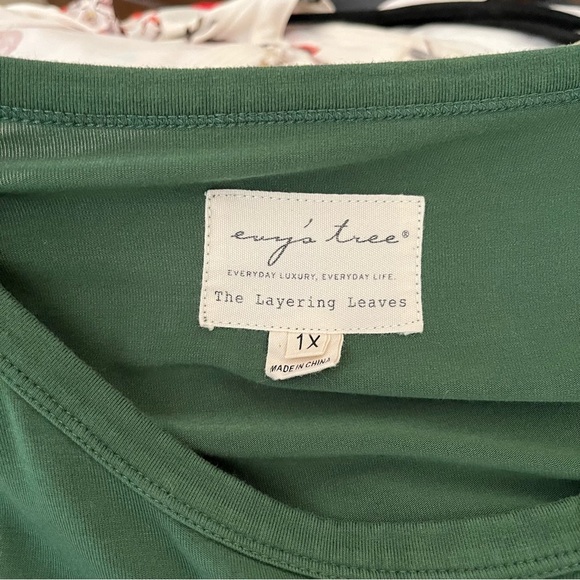 evy's tree®
EVERYDAY LUXURY, EVERYDAY LIFE.
The Layering Leaves
1X
MADE IN CHINA